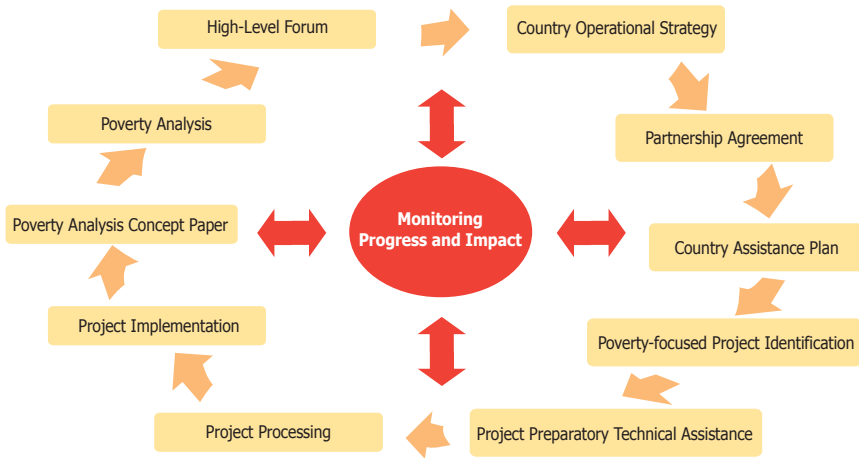 High-Level Forum
Country Operational Strategy
Poverty Analysis
Partnership Agreement
Monitoring
Progress and Impact
Poverty Analysis Concept Paper
Country Assistance Plan
Project Implementation
Poverty-focused Project Identification
Project Processing
Project Preparatory Technical Assistance